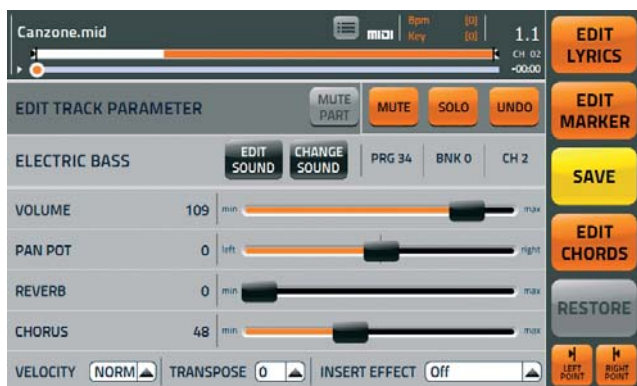 Canzone.mid
MIDI
Bpm [0]
Key [0]
1.1
CH 02
-00:00
EDIT TRACK PARAMETER
MUTE
PART
MUTE
SOLO
UNDO
ELECTRIC BASS
EDIT
SOUND
CHANGE
SOUND
PRG 34
BNK 0
CH 2
VOLUME 109 min max
PAN POT 0 left right
REVERB 0 min max
CHORUS 48 min max
VELOCITY NORM TRANSPOSE 0 INSERT EFFECT Off
EDIT
LYRICS
EDIT
MARKER
SAVE
EDIT
CHORDS
RESTORE
LEFT
POINT
RIGHT
POINT